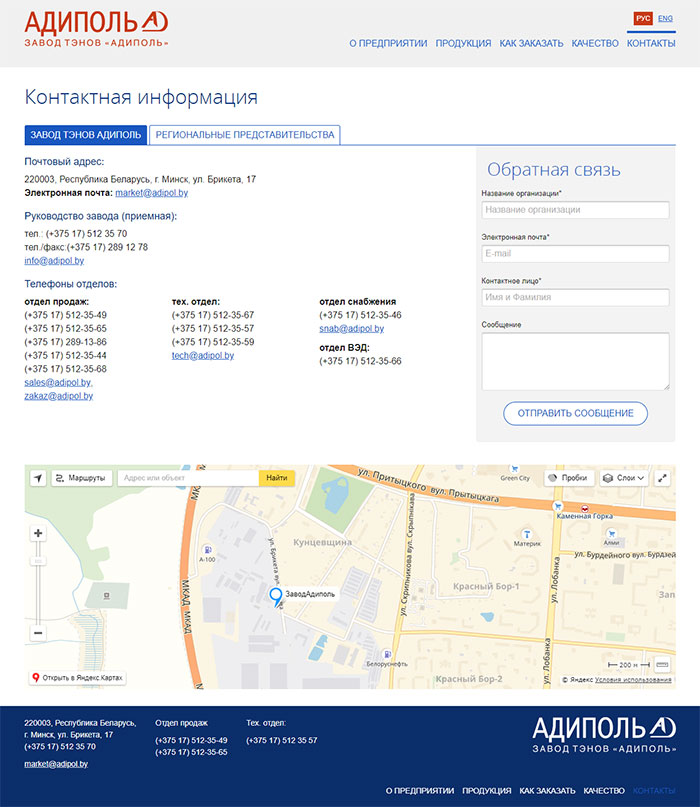 АДИПОЛЬ
ЗАВОД ТЭНОВ «АДИПОЛЬ»
РУС ENG
О ПРЕДПРИЯТИИ ПРОДУКЦИЯ КАК ЗАКАЗАТЬ КАЧЕСТВО КОНТАКТЫ
Контактная информация
ЗАВОД ТЭНОВ АДИПОЛЬ РЕГИОНАЛЬНЫЕ ПРЕДСТАВИТЕЛЬСТВА
Почтовый адрес:
220003, Республика Беларусь, г. Минск, ул. Брикета, 17
Электронная почта: market@adipol.by
Руководство завода (приемная):
тел.: (+375 17) 512 35 70
тел./факс:(+375 17) 289 12 78
info@adipol.by
Телефоны отделов:
отдел продаж:
(+375 17) 512-35-49
(+375 17) 512-35-65
(+375 17) 289-13-86
(+375 17) 512-35-44
(+375 17) 512-35-68
sales@adipol.by,
zakaz@adipol.by
тех. отдел:
(+375 17) 512-35-67
(+375 17) 512-35-57
(+375 17) 512-35-59
tech@adipol.by
отдел снабжения
(+375 17) 512-35-46
snab@adipol.by
отдел ВЭД:
(+375 17) 512-35-66
Обратная связь
Название организации*
Название организации
Электронная почта*
E-mail
Контактное лицо*
Имя и Фамилия
Сообщение
ОТПРАВИТЬ СООБЩЕНИЕ
Маршруты
Адрес или объект
Найти
Пробки
Слои
Green City
ул. Притыцкого вул. Прытыцкага
Каменная Горка
МКАД
Кунцевщина
ул. Скрипникова вул. Скрыпнікава
Материк
Алми
ул. Бурдейного вул. Бурдзей
А-100
ул. Брикета вул.
Красный Бор-1
Зап
МКАД МКАД
ЗаводАдиполь
ул. Лобанка
ул. Лобанка
Белоруснефть
Красный Бор-2
200 м
Открыть в Яндекс.Картах
© Яндекс Условия использования
220003, Республика Беларусь,
г. Минск, ул. Брикета, 17
(+375 17) 512 35 70
market@adipol.by
Отдел продаж
(+375 17) 512-35-49
(+375 17) 512-35-65
Тех. отдел:
(+375 17) 512 35 57
АДИПОЛЬ
ЗАВОД ТЭНОВ «АДИПОЛЬ»
О ПРЕДПРИЯТИИ ПРОДУКЦИЯ КАК ЗАКАЗАТЬ КАЧЕСТВО КОНТАКТЫ